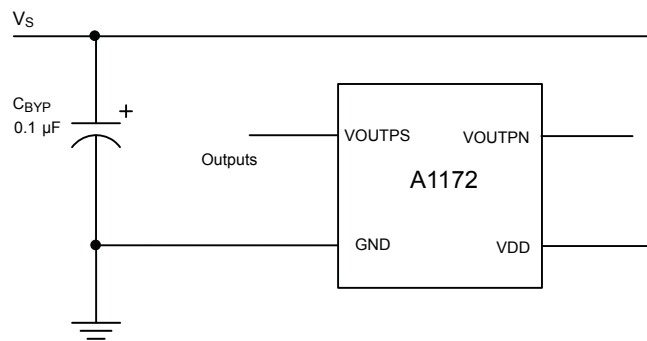 VS
CBYP
+
0.1 µF
VOUTPS
VOUTPN
Outputs
A1172
GND
VDD